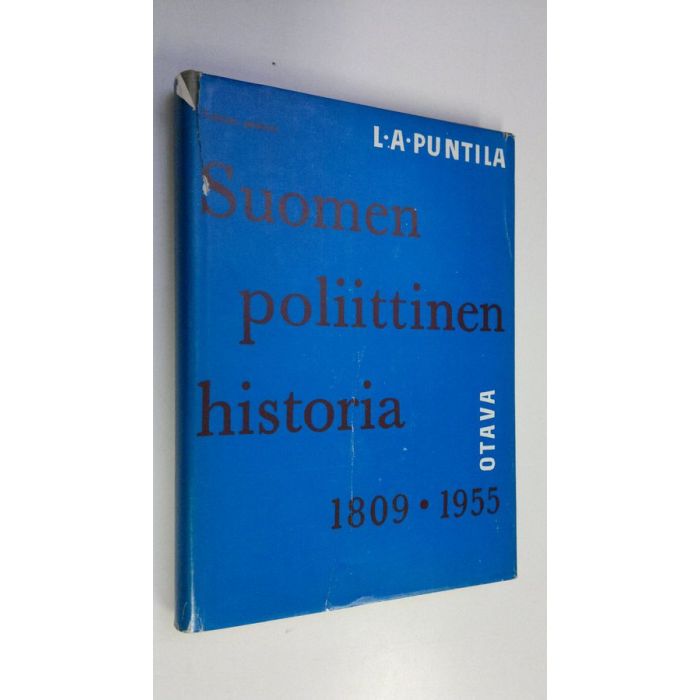 L·A·PUNTILA
Suomen
poliittinen
historia
OTAVA
1809 · 1955